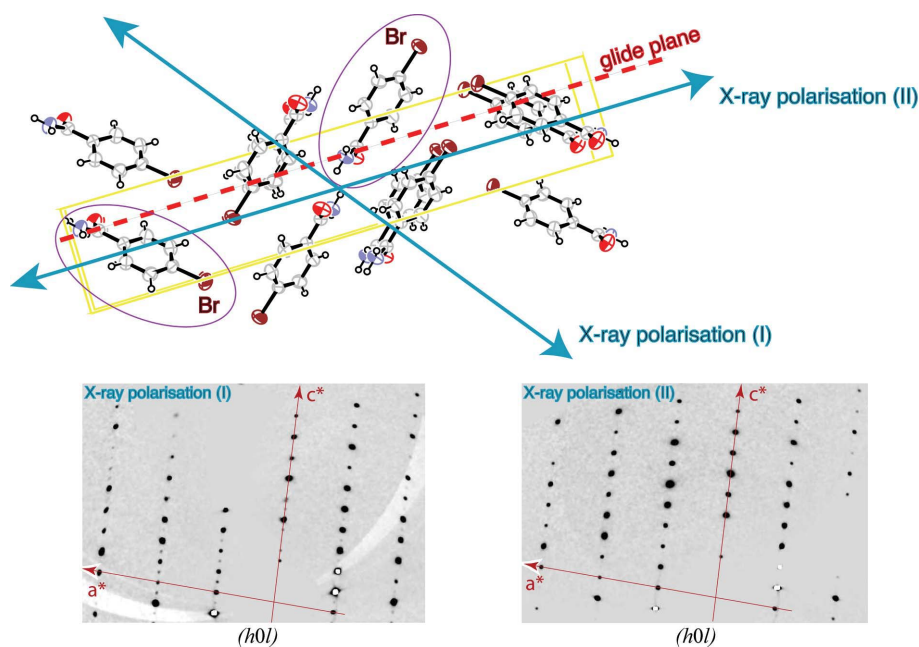 Br
glide plane
X-ray polarisation (II)
Br
X-ray polarisation (I)
X-ray polarisation (I)
c*
a*
(h0l)
X-ray polarisation (II)
c*
a*
(h0l)